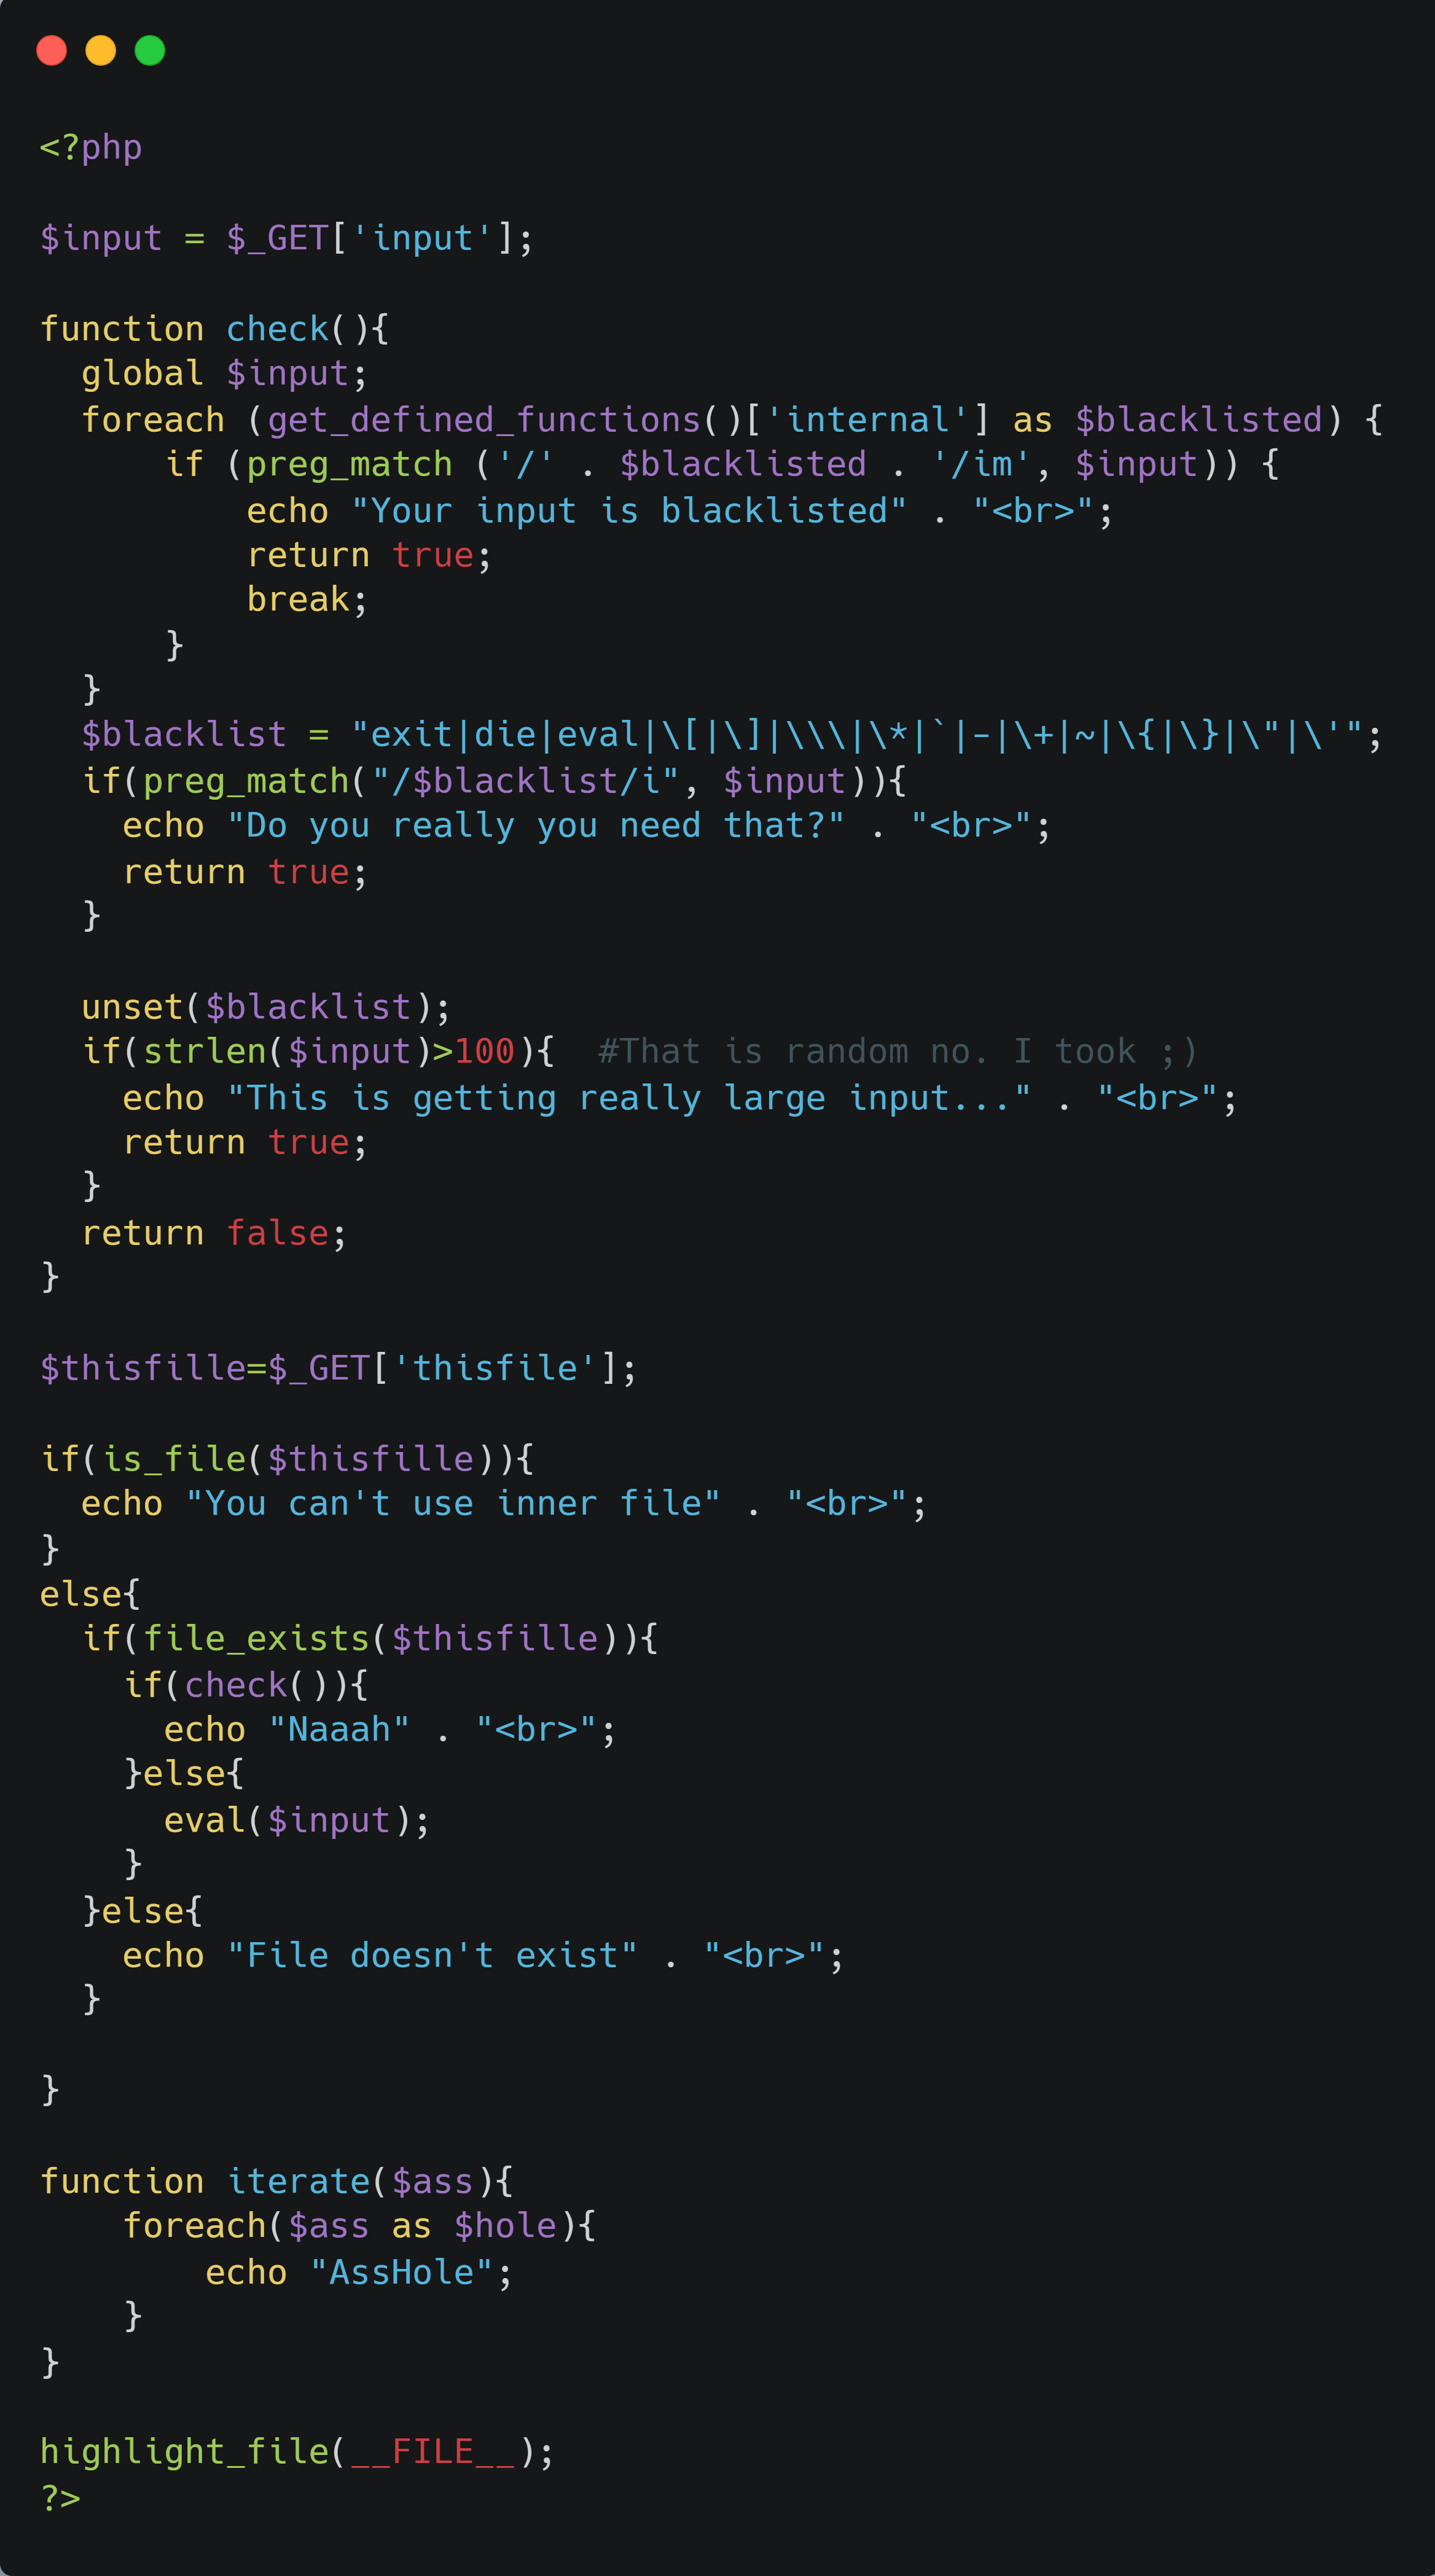 <?php

$input = $_GET['input'];

function check(){
  global $input;
  foreach (get_defined_functions()['internal'] as $blacklisted) {
      if (preg_match ('/' . $blacklisted . '/im', $input)) {
          echo "Your input is blacklisted" . "<br>";
          return true;
          break;
      }
  }
  $blacklist = "exit|die|eval|\[|\]|\\\|\*|`|-|\+|~|\{|\}|\"|\'";
  if(preg_match("/$blacklist/i", $input)){
    echo "Do you really you need that?" . "<br>";
    return true;
  }

  unset($blacklist);
  if(strlen($input)>100){  #That is random no. I took ;)
    echo "This is getting really large input..." . "<br>";
    return true;
  }
  return false;
}

$thisfille=$_GET['thisfile'];

if(is_file($thisfille)){
  echo "You can't use inner file" . "<br>";
}
else{
  if(file_exists($thisfille)){
    if(check()){
      echo "Naaah" . "<br>";
    }else{
      eval($input);
    }
  }else{
    echo "File doesn't exist" . "<br>";
  }

}

function iterate($ass){
    foreach($ass as $hole){
        echo "AssHole";
    }
}

highlight_file(__FILE__);
?>